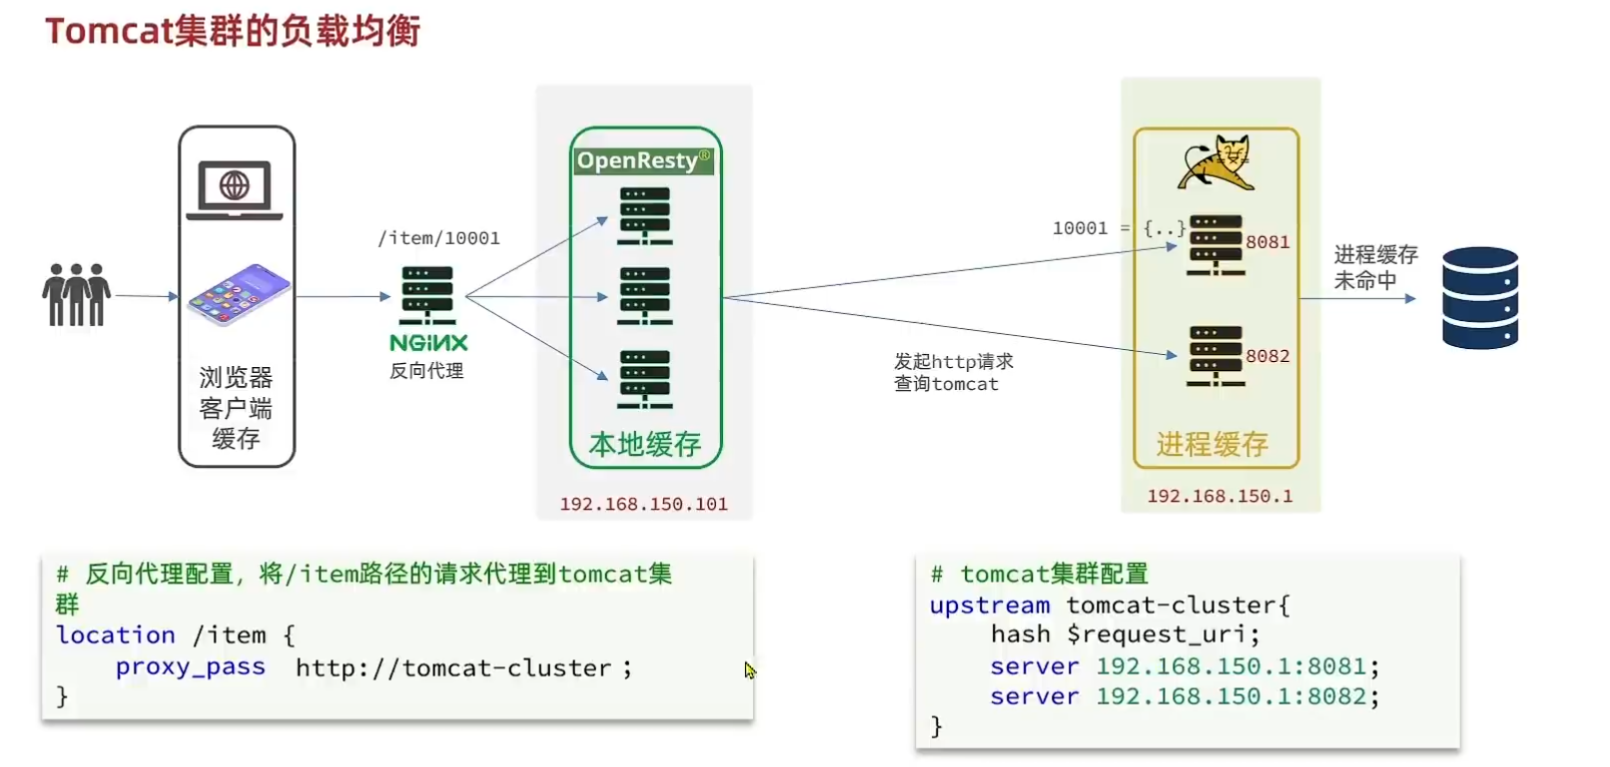 Tomcat集群的负载均衡
OpenResty®
/item/10001
10001 = {..}
8081
进程缓存
未命中
NGINX
反向代理
8082
发起http请求
查询tomcat
浏览器
客户端
缓存
本地缓存
进程缓存
192.168.150.101
192.168.150.1
# 反向代理配置，将/item路径的请求代理到tomcat集
群
location /item {
proxy_pass http://tomcat-cluster ;
}
# tomcat集群配置
upstream tomcat-cluster{
hash $request_uri;
server 192.168.150.1:8081;
server 192.168.150.1:8082;
}